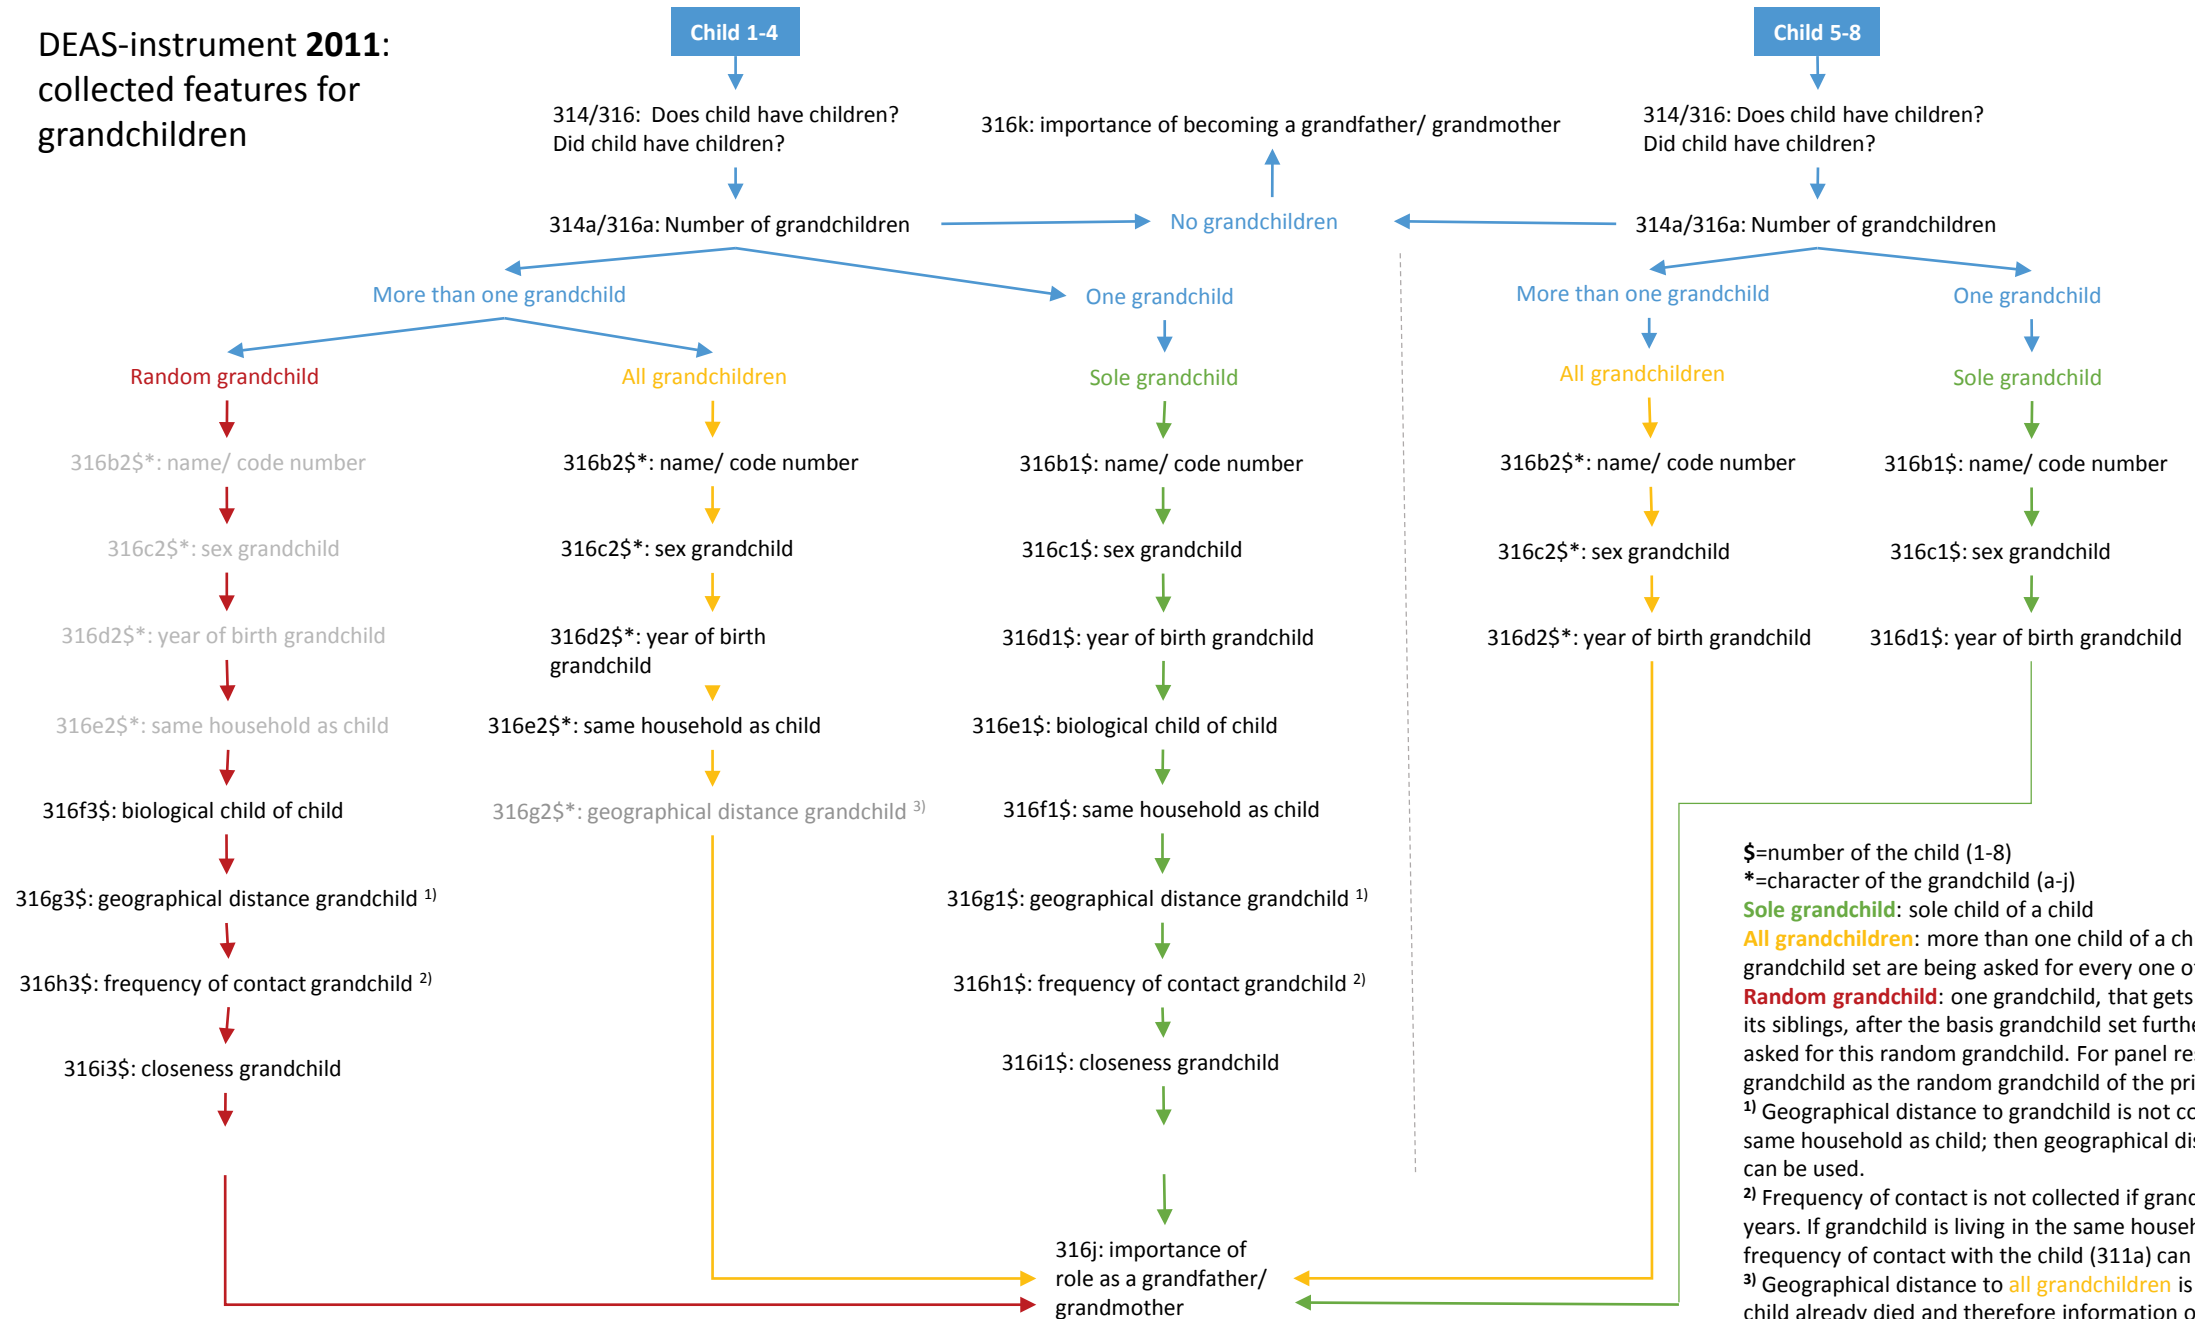 DEAS-instrument 2011:
collected features for
grandchildren
Child 1-4
314/316:  Does child have children?
Did child have children?
314a/316a: Number of grandchildren
316k: importance of becoming a grandfather/ grandmother
No grandchildren
Child 5-8
314/316: Does child have children?
Did child have children?
314a/316a: Number of grandchildren
More than one grandchild
One grandchild
More than one grandchild
One grandchild
Random grandchild
316b2$*: name/ code number
316c2$*: sex grandchild
316d2$*: year of birth grandchild
316e2$*: same household as child
316f3$: biological child of child
316g3$: geographical distance grandchild 1)
316h3$: frequency of contact grandchild 2)
316i3$: closeness grandchild
All grandchildren
316b2$*: name/ code number
316c2$*: sex grandchild
316d2$*: year of birth
grandchild
316e2$*: same household as child
316g2$*: geographical distance grandchild 3)
Sole grandchild
316b1$: name/ code number
316c1$: sex grandchild
316d1$: year of birth grandchild
316e1$: biological child of child
316f1$: same household as child
316g1$: geographical distance grandchild 1)
316h1$: frequency of contact grandchild 2)
316i1$: closeness grandchild
316j: importance of
role as a grandfather/
grandmother
All grandchildren
316b2$*: name/ code number
316c2$*: sex grandchild
316d2$*: year of birth grandchild
Sole grandchild
316b1$: name/ code number
316c1$: sex grandchild
316d1$: year of birth grandchild
$=number of the child (1-8)
*=character of the grandchild (a-j)
Sole grandchild: sole child of a child
All grandchildren: more than one child of a ch
grandchild set are being asked for every one o
Random grandchild: one grandchild, that gets
its siblings, after the basis grandchild set furthe
asked for this random grandchild. For panel re
grandchild as the random grandchild of the pri
1) Geographical distance to grandchild is not co
same household as child; then geographical di
can be used.
2) Frequency of contact is not collected if grand
years. If grandchild is living in the same househ
frequency of contact with the child (311a) can
3) Geographical distance to all grandchildren is
child already died and therefore information o